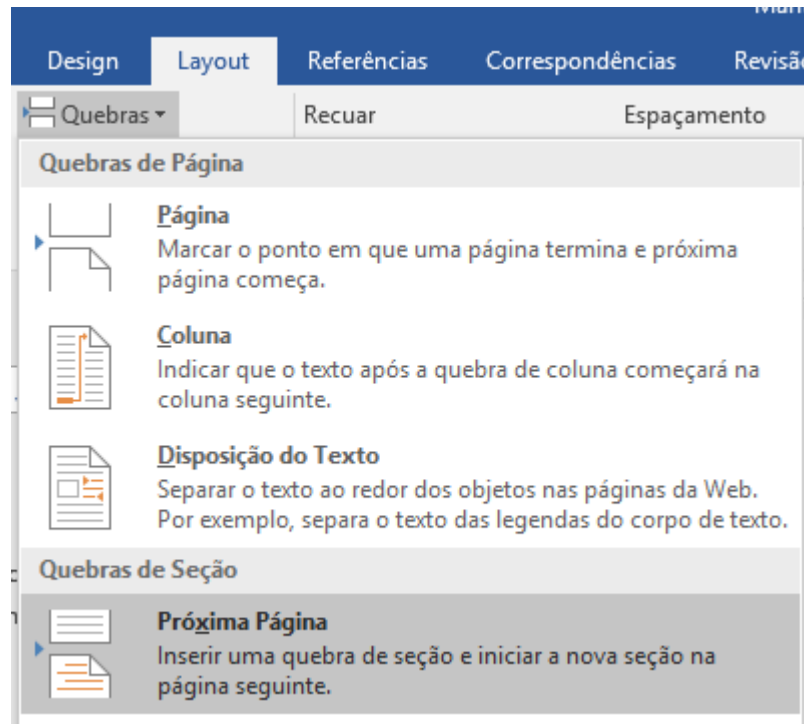 Design Layout Referências Correspondências
Quebras Recuar Espaçamento
Quebras de Página
Página
Marcar o ponto em que uma página termina e próxima
página começa.
Coluna
Indicar que o texto após a quebra de coluna começará na
coluna seguinte.
Disposição do Texto
Separar o texto ao redor dos objetos nas páginas da Web.
Por exemplo, separa o texto das legendas do corpo de texto.
Quebras de Seção
Próxima Página
Inserir uma quebra de seção e iniciar a nova seção na
página seguinte.